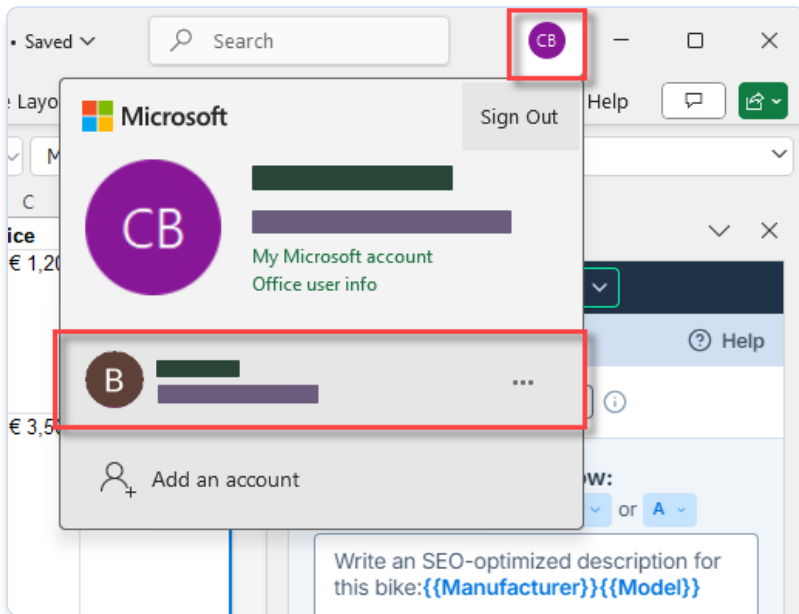 • Saved
Search
CB
Layo
Help
Microsoft
Sign Out
M
C
CB
ice
My Microsoft account
€ 1,20
Office user info
Help
B
...
€ 3,5
Add an account
ow:
or
A
Write an SEO-optimized description for
this bike:{{Manufacturer}}{{Model}}